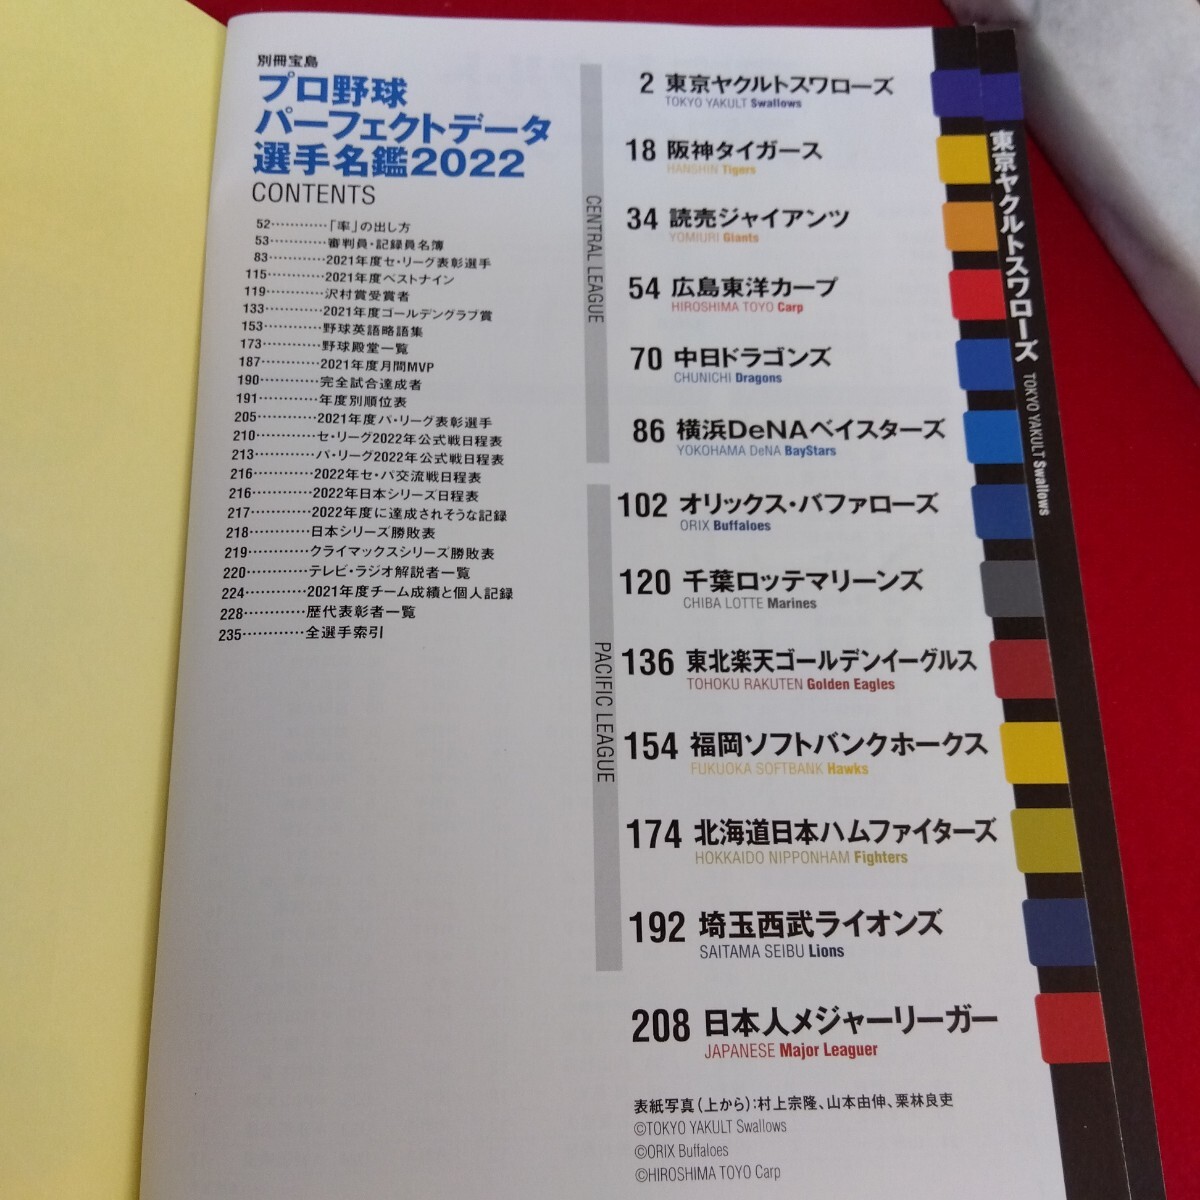 別冊宝島
プロ野球
パーフェクトデータ
選手名鑑2022
CONTENTS
52…………「率」の出し方
53…………審判員・記録員名簿
83…………2021年度セ・リーグ表彰選手
115…………2021年度ベストナイン
119…………沢村賞受賞者
133…………2021年度ゴールデングラブ賞
153…………野球英語略語集
173…………野球殿堂一覧
187…………2021年度月間MVP
190…………完全試合達成者
191…………年度別順位表
205…………2021年度パ・リーグ表彰選手
210…………セ・リーグ2022年公式戦日程表
213…………パ・リーグ2022年公式戦日程表
216…………2022年セ・パ交流戦日程表
216…………2022年日本シリーズ日程表
217…………2022年度に達成されそうな記録
218…………日本シリーズ勝敗表
219…………クライマックスシリーズ勝敗表
220…………テレビ・ラジオ解説者一覧
224…………2021年度チーム成績と個人記録
228…………歴代表彰者一覧
235…………全選手索引
CENTRAL LEAGUE
2 東京ヤクルトスワローズ
TOKYO YAKULT Swallows
18 阪神タイガース
HANSHIN Tigers
34 読売ジャイアンツ
YOMIURI Giants
54 広島東洋カープ
HIROSHIMA TOYO Carp
70 中日ドラゴンズ
CHUNICHI Dragons
86 横浜DeNAベイスターズ
YOKOHAMA DeNA BayStars
PACIFIC LEAGUE
102 オリックス・バファローズ
ORIX Buffaloes
120 千葉ロッテマリーンズ
CHIBA LOTTE Marines
136 東北楽天ゴールデンイーグルス
TOHOKU RAKUTEN Golden Eagles
154 福岡ソフトバンクホークス
FUKUOKA SOFTBANK Hawks
174 北海道日本ハムファイターズ
HOKKAIDO NIPPONHAM Fighters
192 埼玉西武ライオンズ
SAITAMA SEIBU Lions
208 日本人メジャーリーガー
JAPANESE Major Leaguer
表紙写真(上から):村上宗隆、山本由伸、栗林良吏
©TOKYO YAKULT Swallows
©ORIX Buffaloes
©HIROSHIMA TOYO Carp
東京ヤクルトスワローズ TOKYO YAKULT Swallows